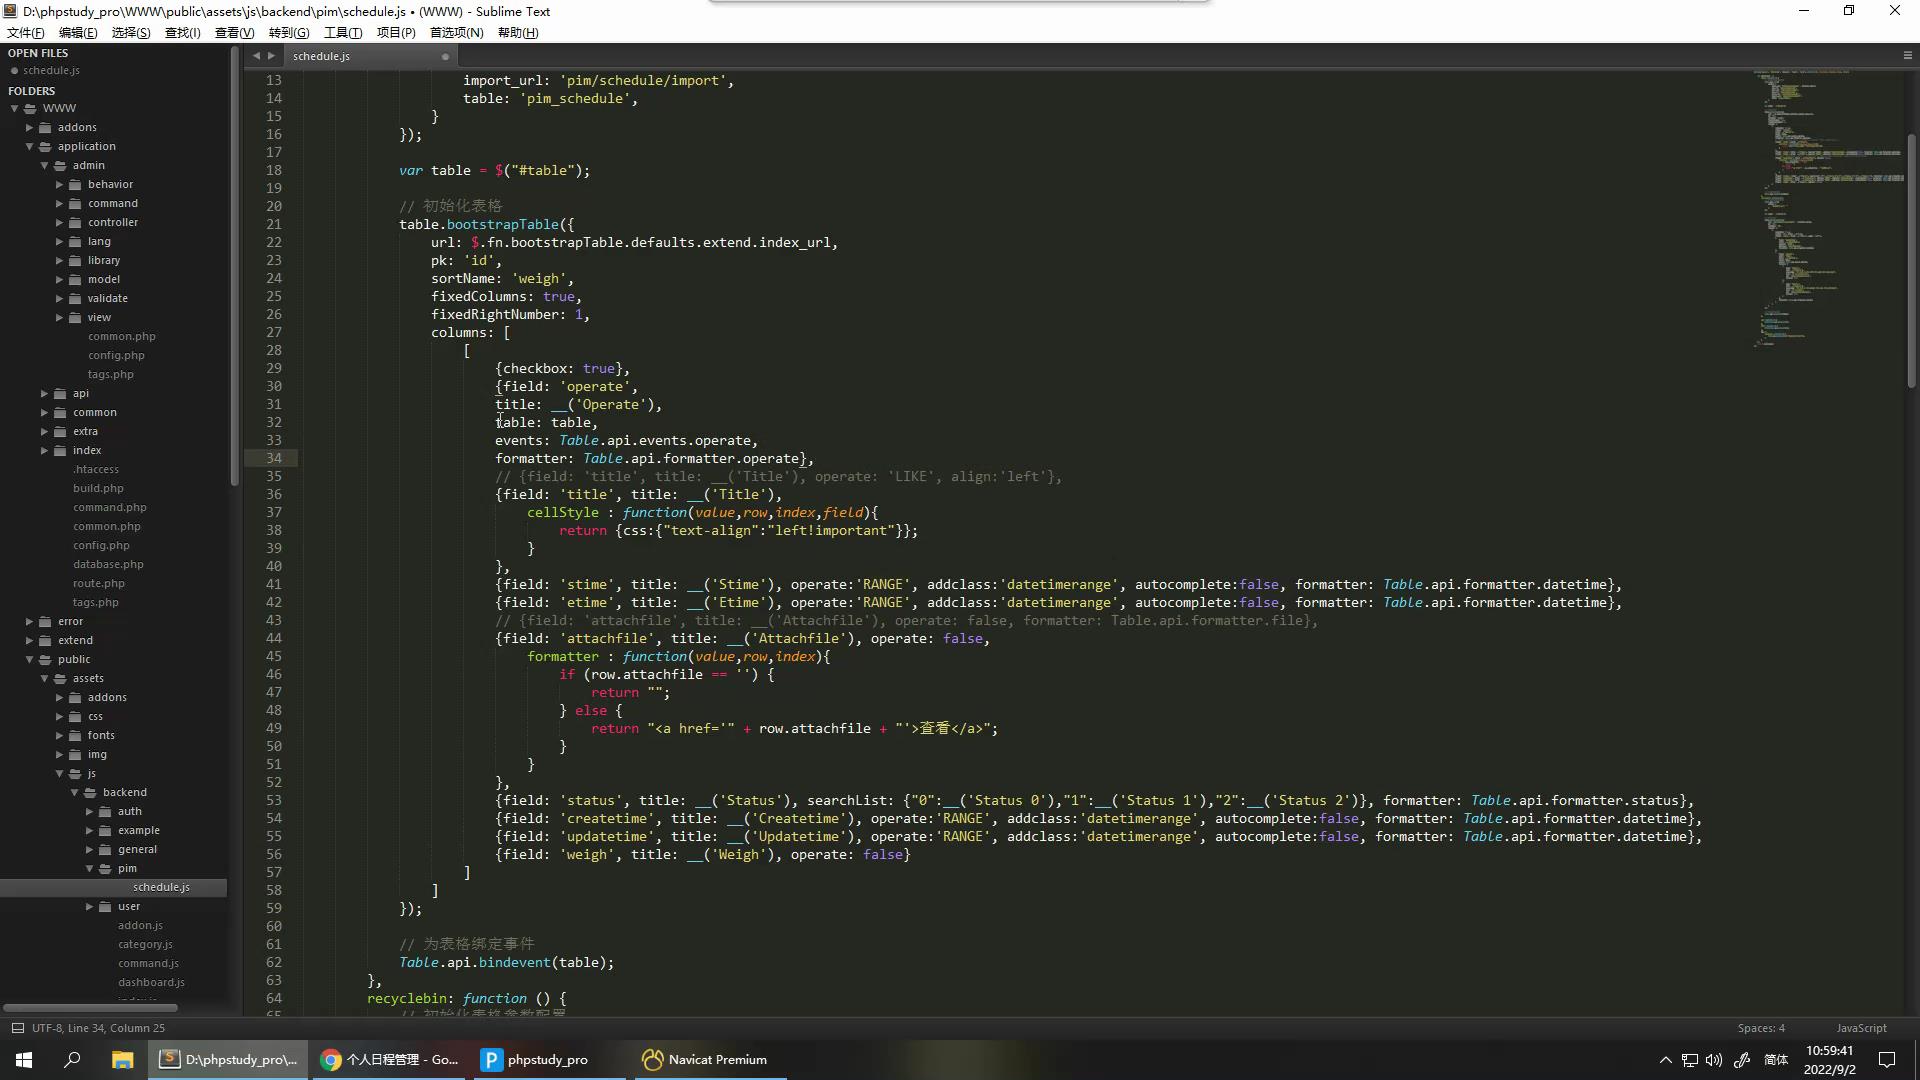 D:\phpstudy_pro\WWW\public\assets\js\backend\pim\schedule.js • (WWW) - Sublime Text
文件(F) 编辑(E) 选择(S) 查找(I) 查看(V) 转到(G) 工具(T) 项目(P) 首选项(N) 帮助(H)
OPEN FILES
schedule.js
FOLDERS
WWW
addons
application
admin
behavior
command
controller
lang
library
model
validate
view
common.php
config.php
tags.php
api
common
extra
index
.htaccess
build.php
command.php
common.php
config.php
database.php
route.php
tags.php
error
extend
public
assets
addons
css
fonts
img
js
backend
auth
example
general
pim
schedule.js
user
addon.js
category.js
command.js
dashboard.js
schedule.js
13 import_url: 'pim/schedule/import',
14 table: 'pim_schedule',
15 }
16 });
17
18 var table = $("#table");
19
20 // 初始化表格
21 table.bootstrapTable({
22 url: $.fn.bootstrapTable.defaults.extend.index_url,
23 pk: 'id',
24 sortName: 'weigh',
25 fixedColumns: true,
26 fixedRightNumber: 1,
27 columns: [
28 [
29 {checkbox: true},
30 {field: 'operate',
31 title: __('Operate'),
32 table: table,
33 events: Table.api.events.operate,
34 formatter: Table.api.formatter.operate},
35 // {field: 'title', title: __('Title'), operate: 'LIKE', align:'left'},
36 {field: 'title', title: __('Title'),
37 cellStyle : function(value,row,index,field){
38 return {css:{"text-align":"left!important"}};
39 }
40 },
41 {field: 'stime', title: __('Stime'), operate:'RANGE', addclass:'datetimerange', autocomplete:false, formatter: Table.api.formatter.datetime},
42 {field: 'etime', title: __('Etime'), operate:'RANGE', addclass:'datetimerange', autocomplete:false, formatter: Table.api.formatter.datetime},
43 // {field: 'attachfile', title: __('Attachfile'), operate: false, formatter: Table.api.formatter.file},
44 {field: 'attachfile', title: __('Attachfile'), operate: false,
45 formatter : function(value,row,index){
46 if (row.attachfile == '') {
47 return "";
48 } else {
49 return "<a href='" + row.attachfile + "'>查看</a>";
50 }
51 }
52 },
53 {field: 'status', title: __('Status'), searchList: {"0":__('Status 0'),"1":__('Status 1'),"2":__('Status 2')}, formatter: Table.api.formatter.status},
54 {field: 'createtime', title: __('Createtime'), operate:'RANGE', addclass:'datetimerange', autocomplete:false, formatter: Table.api.formatter.datetime},
55 {field: 'updatetime', title: __('Updatetime'), operate:'RANGE', addclass:'datetimerange', autocomplete:false, formatter: Table.api.formatter.datetime},
56 {field: 'weigh', title: __('Weigh'), operate: false}
57 ]
58 ]
59 });
60
61 // 为表格绑定事件
62 Table.api.bindevent(table);
63 },
64 recyclebin: function () {
65 // 初始化表格参数配置
UTF-8, Line 34, Column 25 Spaces: 4 JavaScript
D:\phpstudy_pro\... 个人日程管理 - Go... phpstudy_pro Navicat Premium 简体 10:59:41
2022/9/2